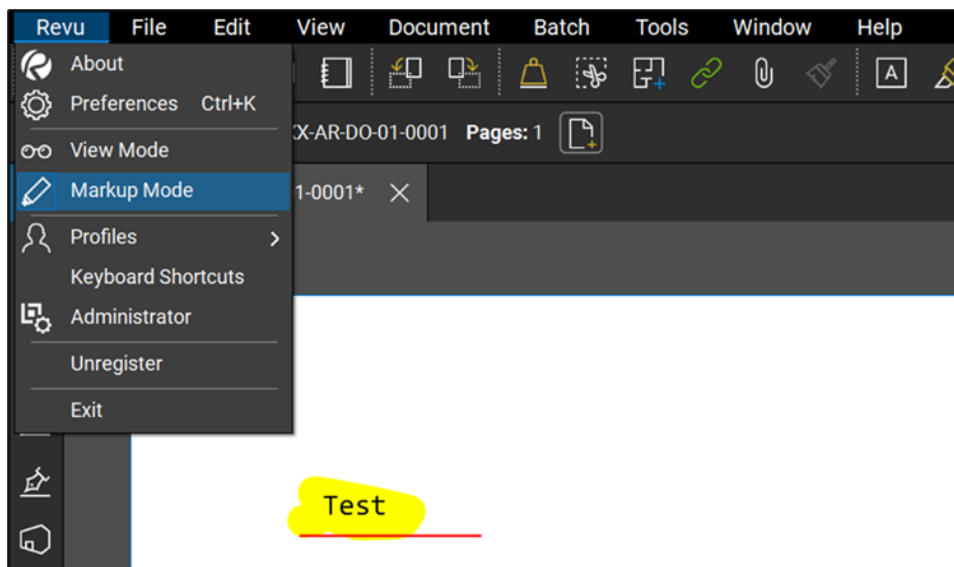 Revu File Edit View Document Batch Tools Window Help
About
Preferences Ctrl+K
X-AR-DO-01-0001 Pages: 1
View Mode
Markup Mode
1-0001*
Profiles
Keyboard Shortcuts
Administrator
Unregister
Exit
A
Test